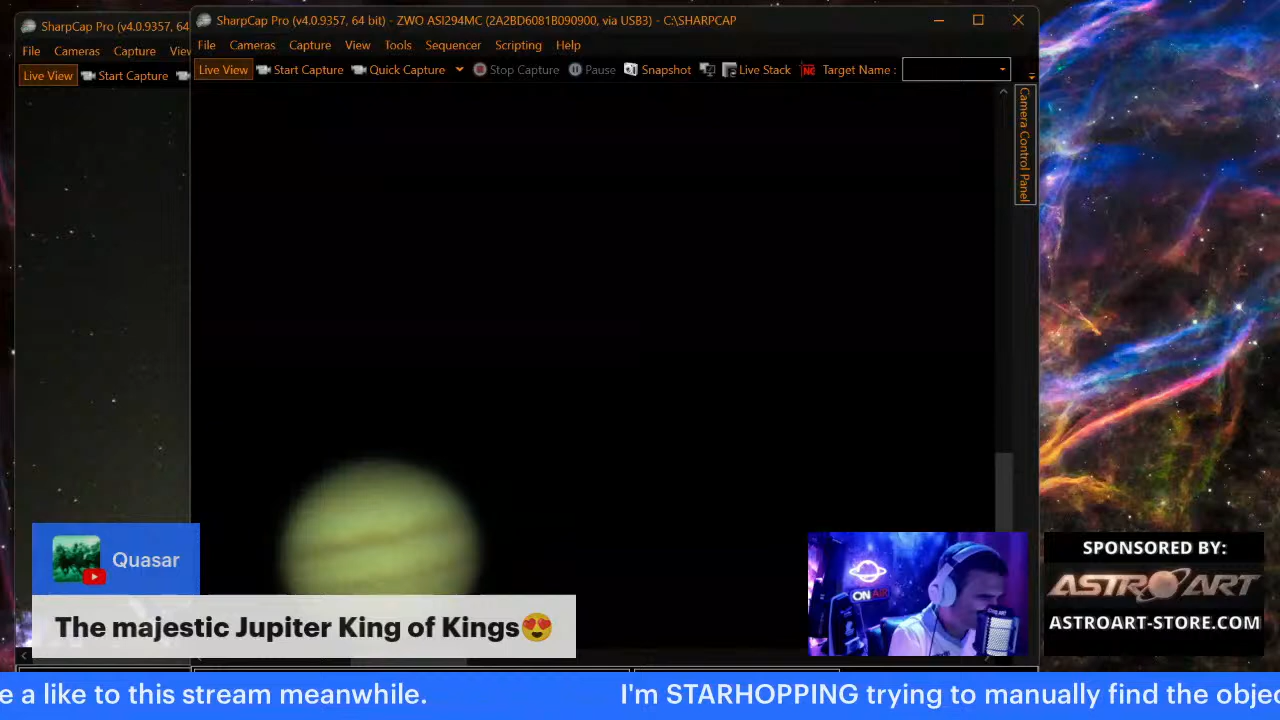 SharpCap Pro (v4.0.9357, 64
File Cameras Capture Viev
Live View Start Capture
SharpCap Pro (v4.0.9357, 64 bit) - ZWO ASI294MC (2A2BD6081B090900, via USB3) - C:\SHARPCAP
File Cameras Capture View Tools Sequencer Scripting Help
Live View Start Capture Quick Capture Stop Capture Pause Snapshot Live Stack Target Name :
Camera Control Panel
Quasar
The majestic Jupiter King of Kings😍
ON AIR
SPONSORED BY:
ASTROART
ASTROART-STORE.COM
e a like to this stream meanwhile. I'm STARHOPPING trying to manually find the objec